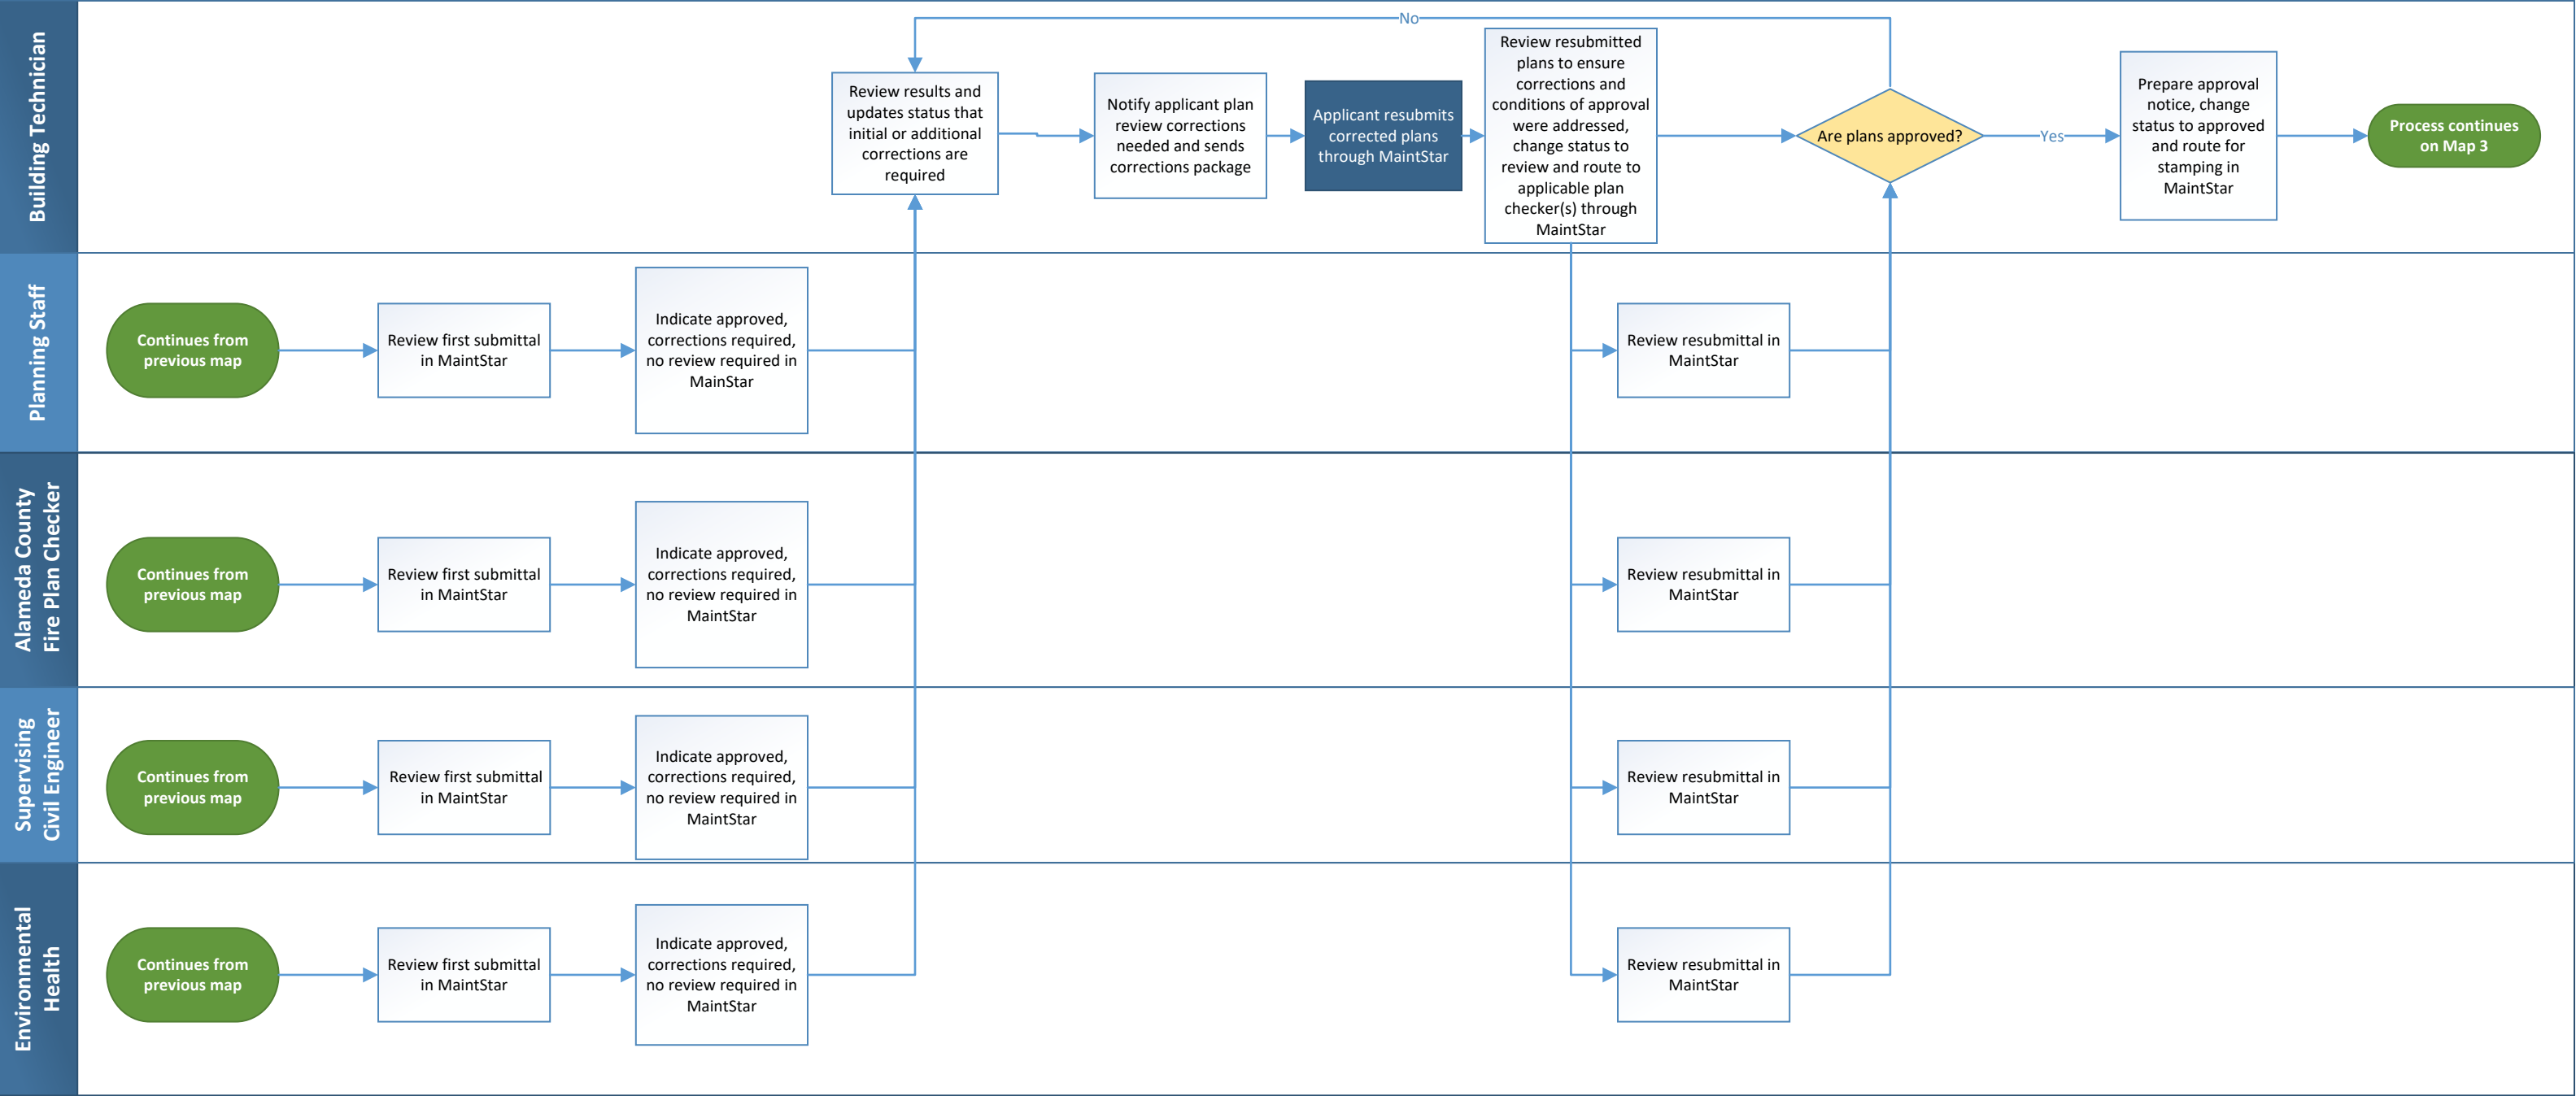 Building Technician
No
Review results and
updates status that
initial or additional
corrections are
required
Notify applicant plan
review corrections
needed and sends
corrections package
Applicant resubmits
corrected plans
through MaintStar
Review resubmitted
plans to ensure
corrections and
conditions of approval
were addressed,
change status to
review and route to
applicable plan
checker(s) through
MaintStar
Are plans approved?
Yes
Prepare approval
notice, change
status to approved
and route for
stamping in
MaintStar
Process continues
on Map 3
Planning Staff
Continues from
previous map
Review first submittal
in MaintStar
Indicate approved,
corrections required,
no review required in
MainStar
Review resubmittal in
MaintStar
Alameda County
Fire Plan Checker
Continues from
previous map
Review first submittal
in MaintStar
Indicate approved,
corrections required,
no review required in
MaintStar
Review resubmittal in
MaintStar
Supervising
Civil Engineer
Continues from
previous map
Review first submittal
in MaintStar
Indicate approved,
corrections required,
no review required in
MaintStar
Review resubmittal in
MaintStar
Environmental
Health
Continues from
previous map
Review first submittal
in MaintStar
Indicate approved,
corrections required,
no review required in
MaintStar
Review resubmittal in
MaintStar